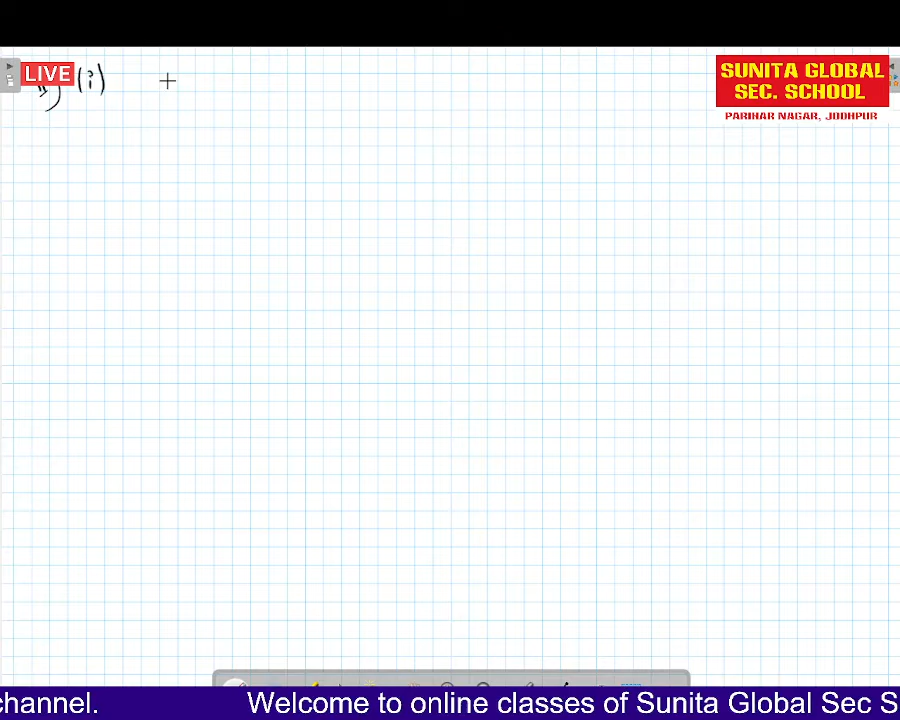 LIVE (i)
SUNITA GLOBAL
SEC. SCHOOL
PARIHAR NAGAR, JODHPUR
channel. Welcome to online classes of Sunita Global Sec S